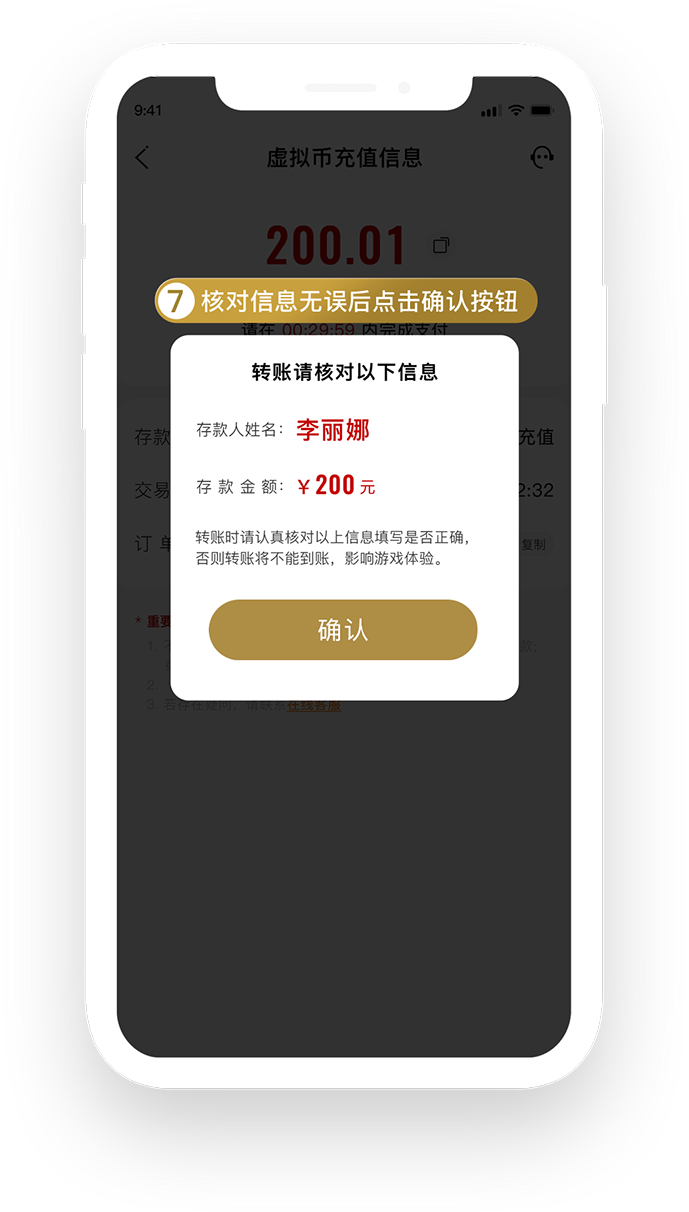 9:41
虚拟币充值信息
200.01
7 核对信息无误后点击确认按钮
请在 00:29:59 内完成支付
转账请核对以下信息
存款人姓名： 李丽娜
存款 充值
存款金额： ￥200元
交易 2:32
转账时请认真核对以上信息填写是否正确，
订单 复制
否则转账将不能到账，影响游戏体验。
确认
* 重要
1. 款；
2.
3. 若存在疑问，请联系在线客服